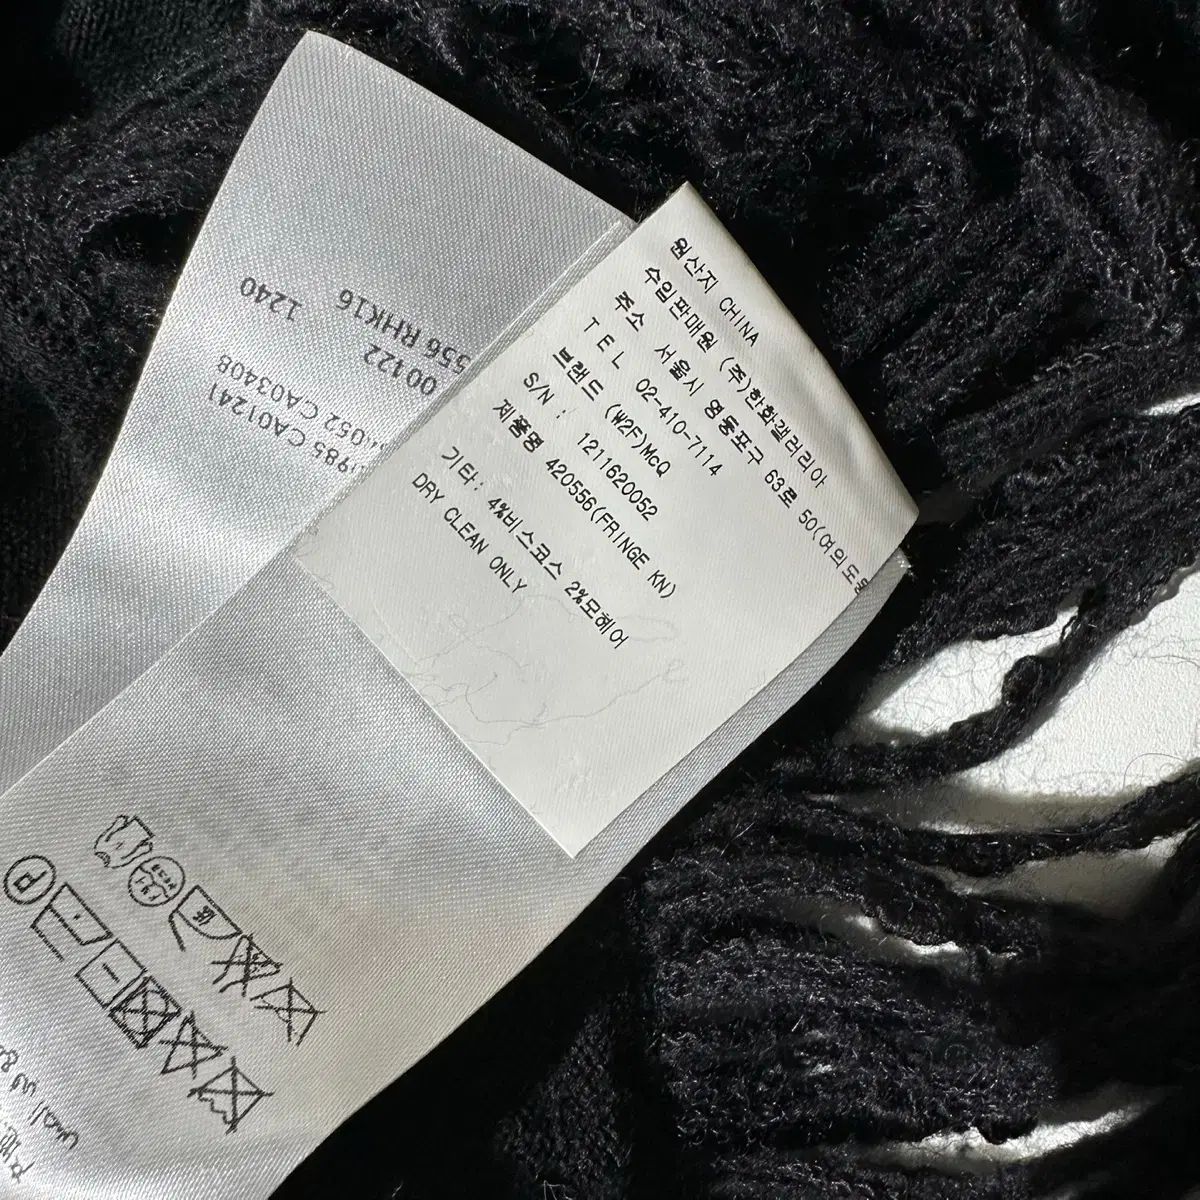 원산지 CHINA
수입판매원 (주)한화갤러리아
주소 서울시 영등포구 63로 50(여의도동
TEL 02-410-7114
브랜드 (W2F)McQ
S/N : 1211620052
제품명 420556(FRINGE KN)
기타: 4%비스코스 2%모헤어
DRY CLEAN ONLY
1240
556 RHK16
00122
052 CA03408
985 CA01241
P